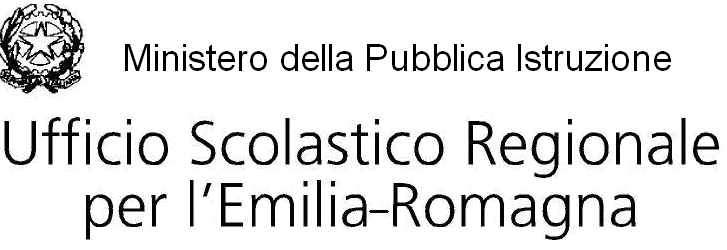 Ministero della Pubblica Istruzione
Ufficio Scolastico Regionale
per l'Emilia-Romagna